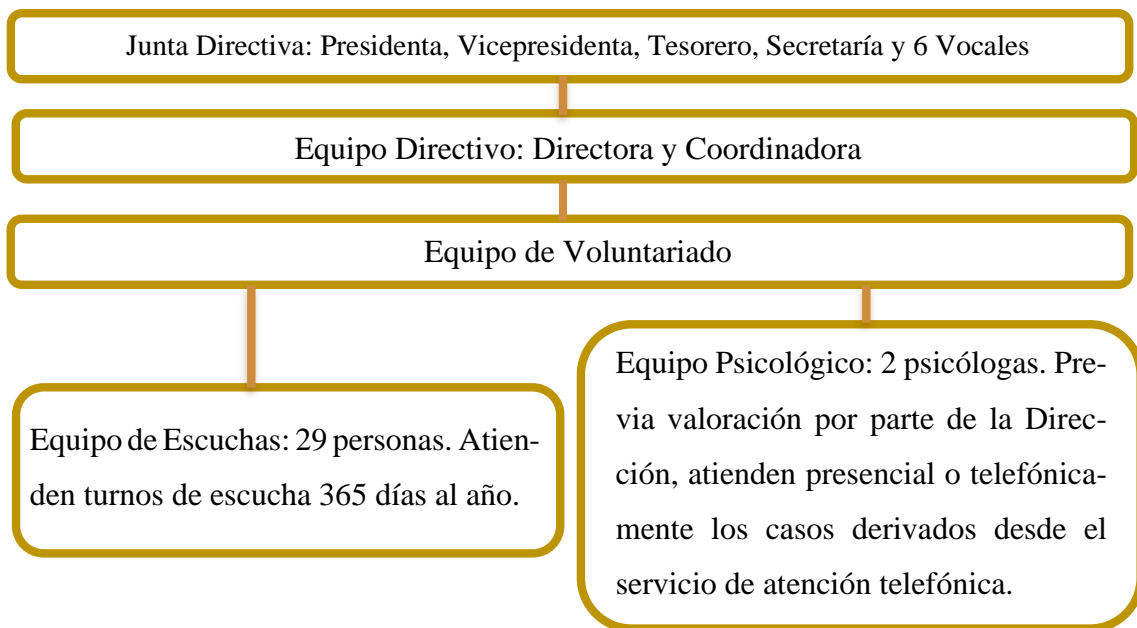 Junta Directiva: Presidenta, Vicepresidenta, Tesorero, Secretaría y 6 Vocales
Equipo Directivo: Directora y Coordinadora
Equipo de Voluntariado
Equipo de Escuchas: 29 personas. Atien-
den turnos de escucha 365 días al año.
Equipo Psicológico: 2 psicólogas. Pre-
via valoración por parte de la Direc-
ción, atienden presencial o telefónica-
mente los casos derivados desde el
servicio de atención telefónica.